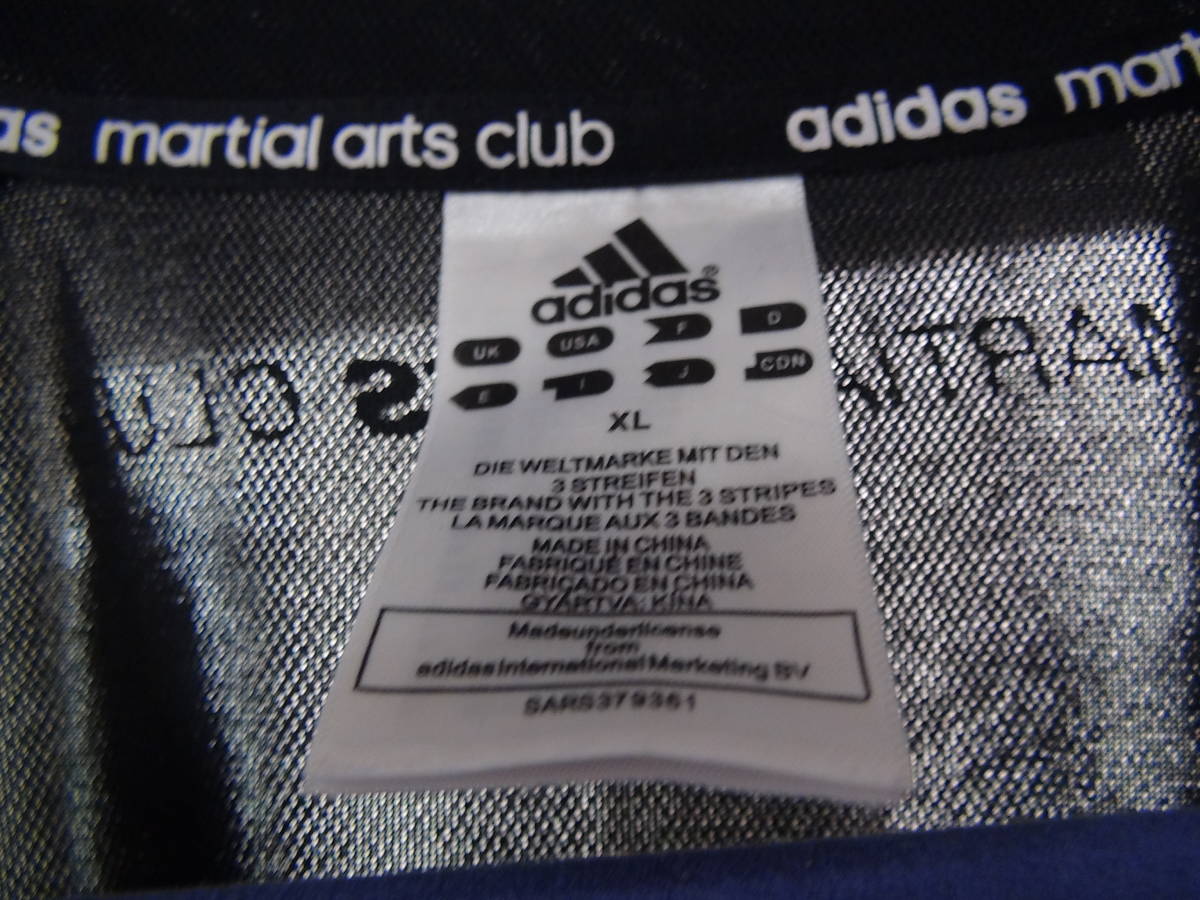 as martial arts club adidas mart
adidas®
UK USA F D
E I J CDN
XL
DIE WELTMARKE MIT DEN
3 STREIFEN
THE BRAND WITH THE 3 STRIPES
LA MARQUE AUX 3 BANDES
MADE IN CHINA
FABRIQUÉ EN CHINE
FABRICADO EN CHINA
GYÁRTVA: KÍNA
Madeunderlicense
from
adidas International Marketing BV
SARS379361